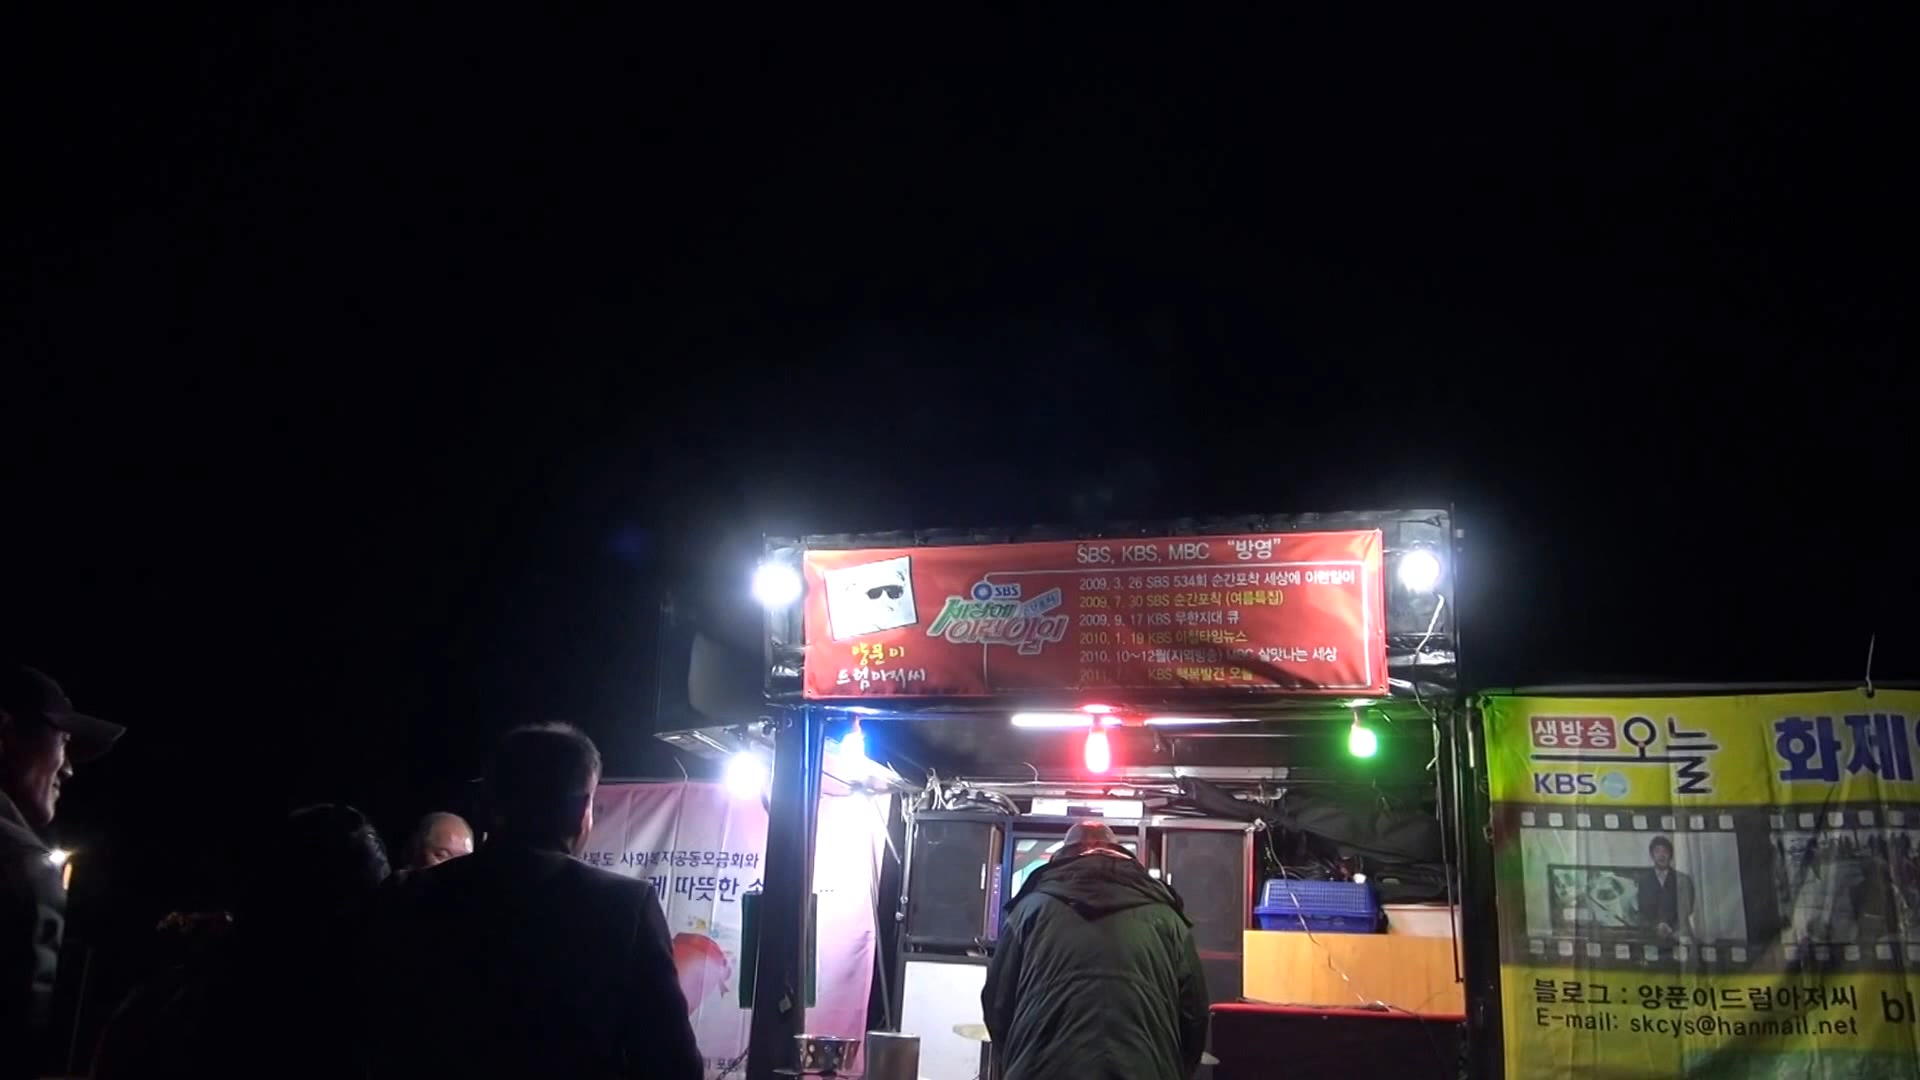 SBS, KBS, MBC "방영"
SBS
세상에
이런일이
2009. 3. 26 SBS 534회 순간포착 세상에 이런일이
2009. 7. 30 SBS 순간포착 (여름특집)
2009. 9. 17 KBS 무한지대 큐
2010. 1. 19 KBS 아침타임뉴스
2010. 10~12월(지역방송) MBC 살맛나는 세상
2011. KBS 행복발견 오늘
양푼이
드럼아저씨
사회복지공동모금회와
따뜻한
생방송 오늘
KBS
화제
블로그 : 양푼이드럼아저씨 bl
E-mail: skcys@hanmail.net